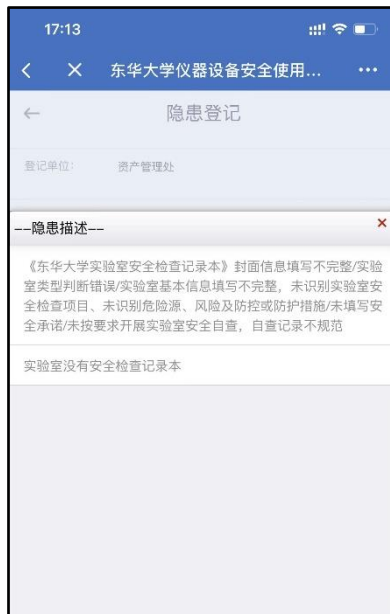 17:13
东华大学仪器设备安全使用...
隐患登记
登记单位: 资产管理处
--隐患描述--
《东华大学实验室安全检查记录本》封面信息填写不完整/实验
室类型判断错误/实验室基本信息填写不完整，未识别实验室安
全检查项目、未识别危险源、风险及防控或防护措施/未填写安
全承诺/未按要求开展实验室安全自查，自查记录不规范
实验室没有安全检查记录本